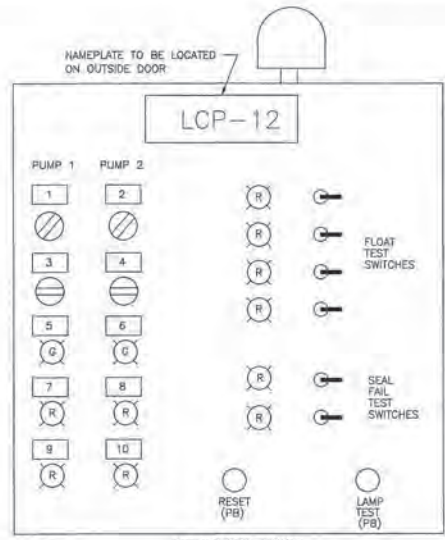 NAMEPLATE TO BE LOCATED
ON OUTSIDE DOOR
LCP-12
PUMP 1 PUMP 2
1 2
R
R
3 4
FLOAT
TEST
SWITCHES
R
R
5 6
G G
7 8
R R
R
SEAL
FAIL
TEST
SWITCHES
R
9 10
R R
RESET
(PB)
LAMP
TEST
(PB)